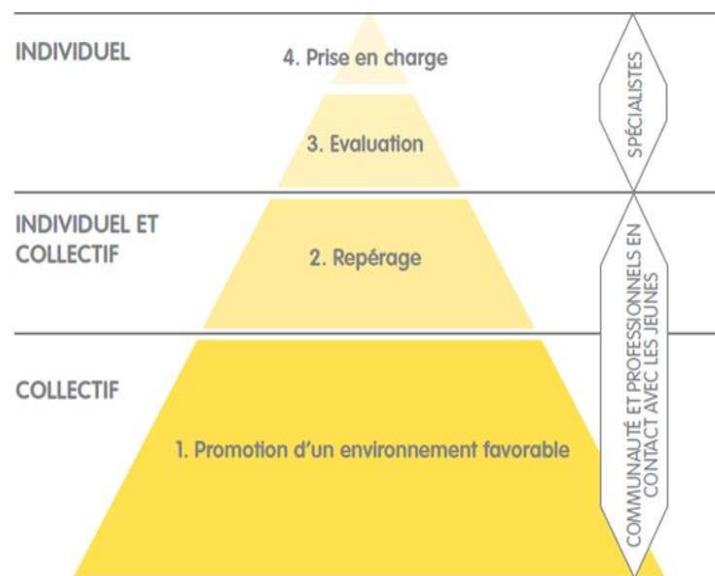 INDIVIDUEL
4. Prise en charge
3. Evaluation
SPÉCIALISTES
INDIVIDUEL ET
COLLECTIF
2. Repérage
COLLECTIF
1. Promotion d'un environnement favorable
COMMUNAUTÉ ET PROFESSIONNELS EN
CONTACT AVEC LES JEUNES